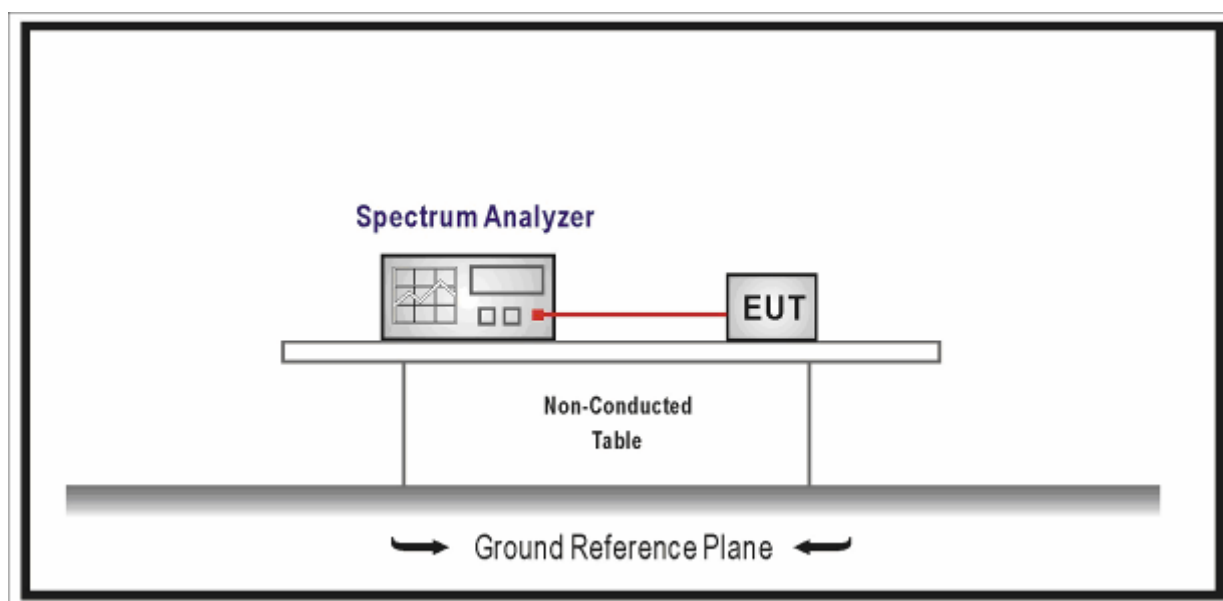 Spectrum Analyzer
EUT
Non-Conducted
Table
Ground Reference Plane